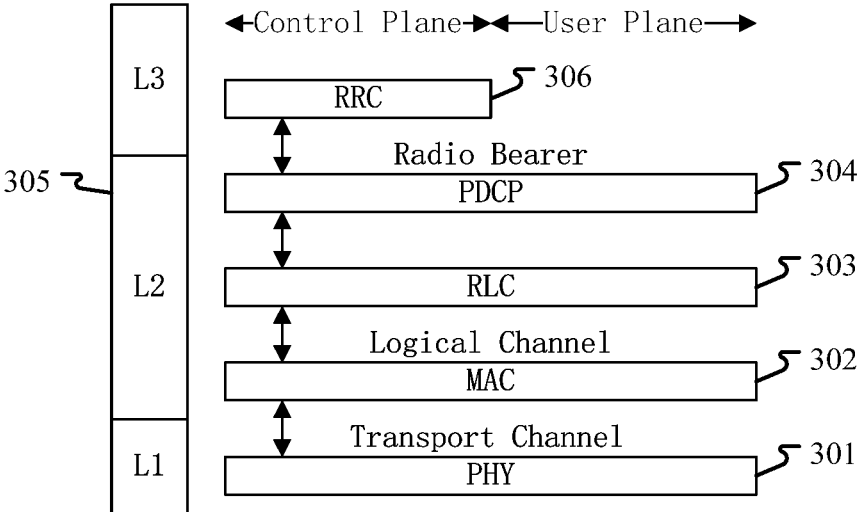 Control Plane User Plane
L3
RRC 306
Radio Bearer
305
PDCP 304
L2
RLC 303
Logical Channel
MAC 302
Transport Channel
L1
PHY 301